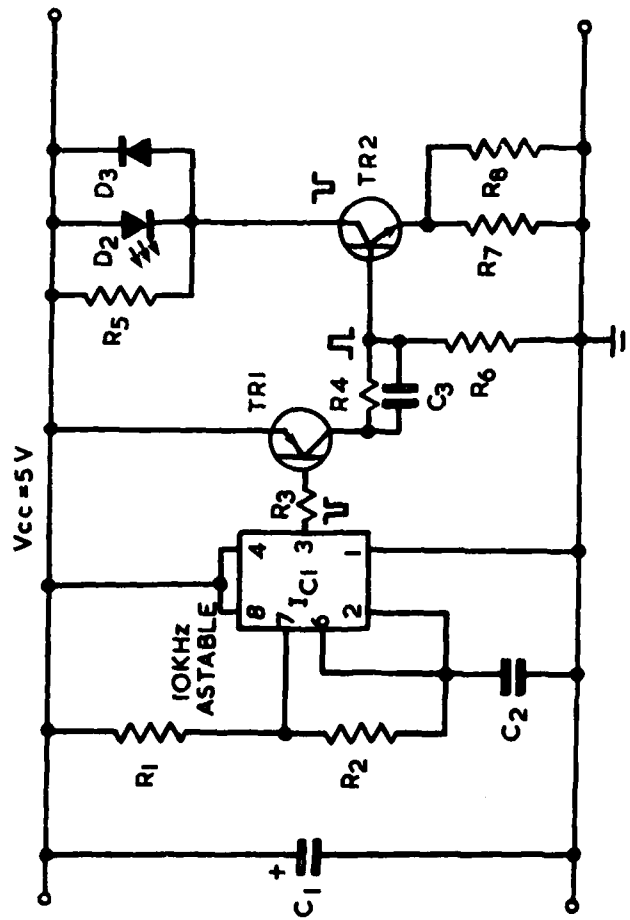 Vcc = 5V
R5
D2
D3
R1
10KHz
ASTABLE
8
4
7
IC1
3
6
2
1
R3
TR1
R2
+
C1
R4
C3
TR2
C2
R6
R7
R8